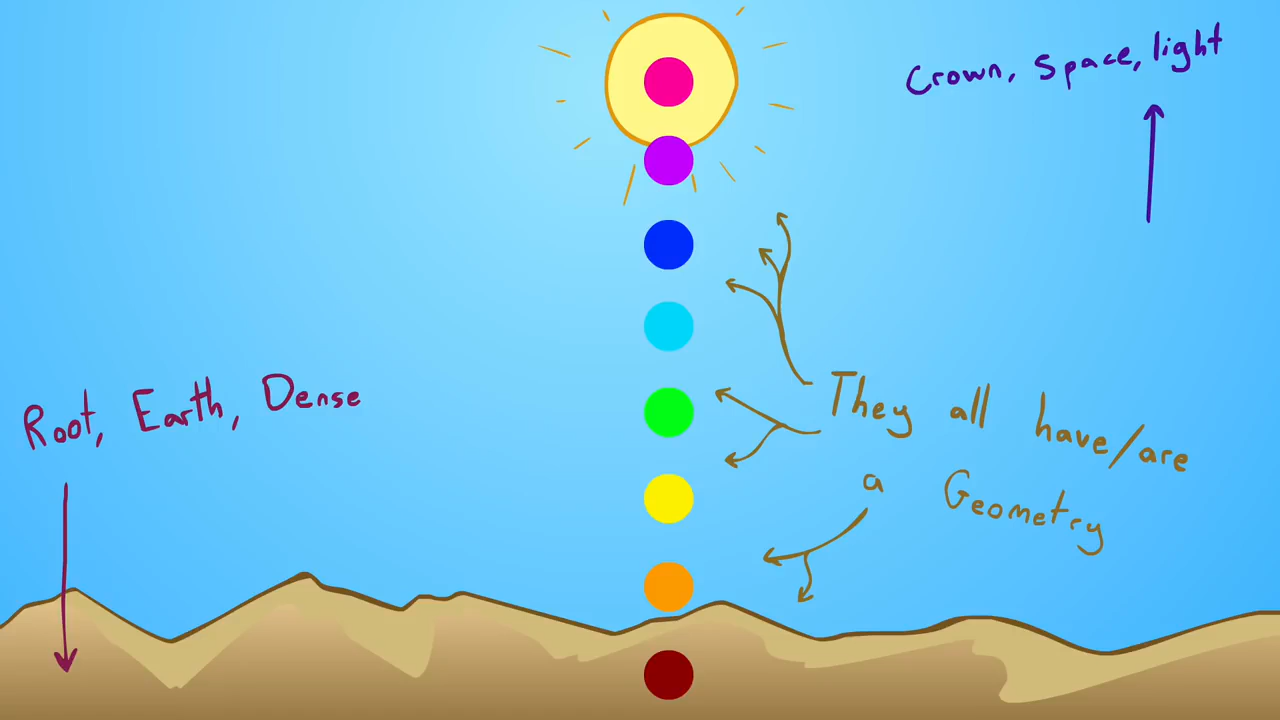 Crown, Space, light
Root, Earth, Dense
They all have/are
a Geometry